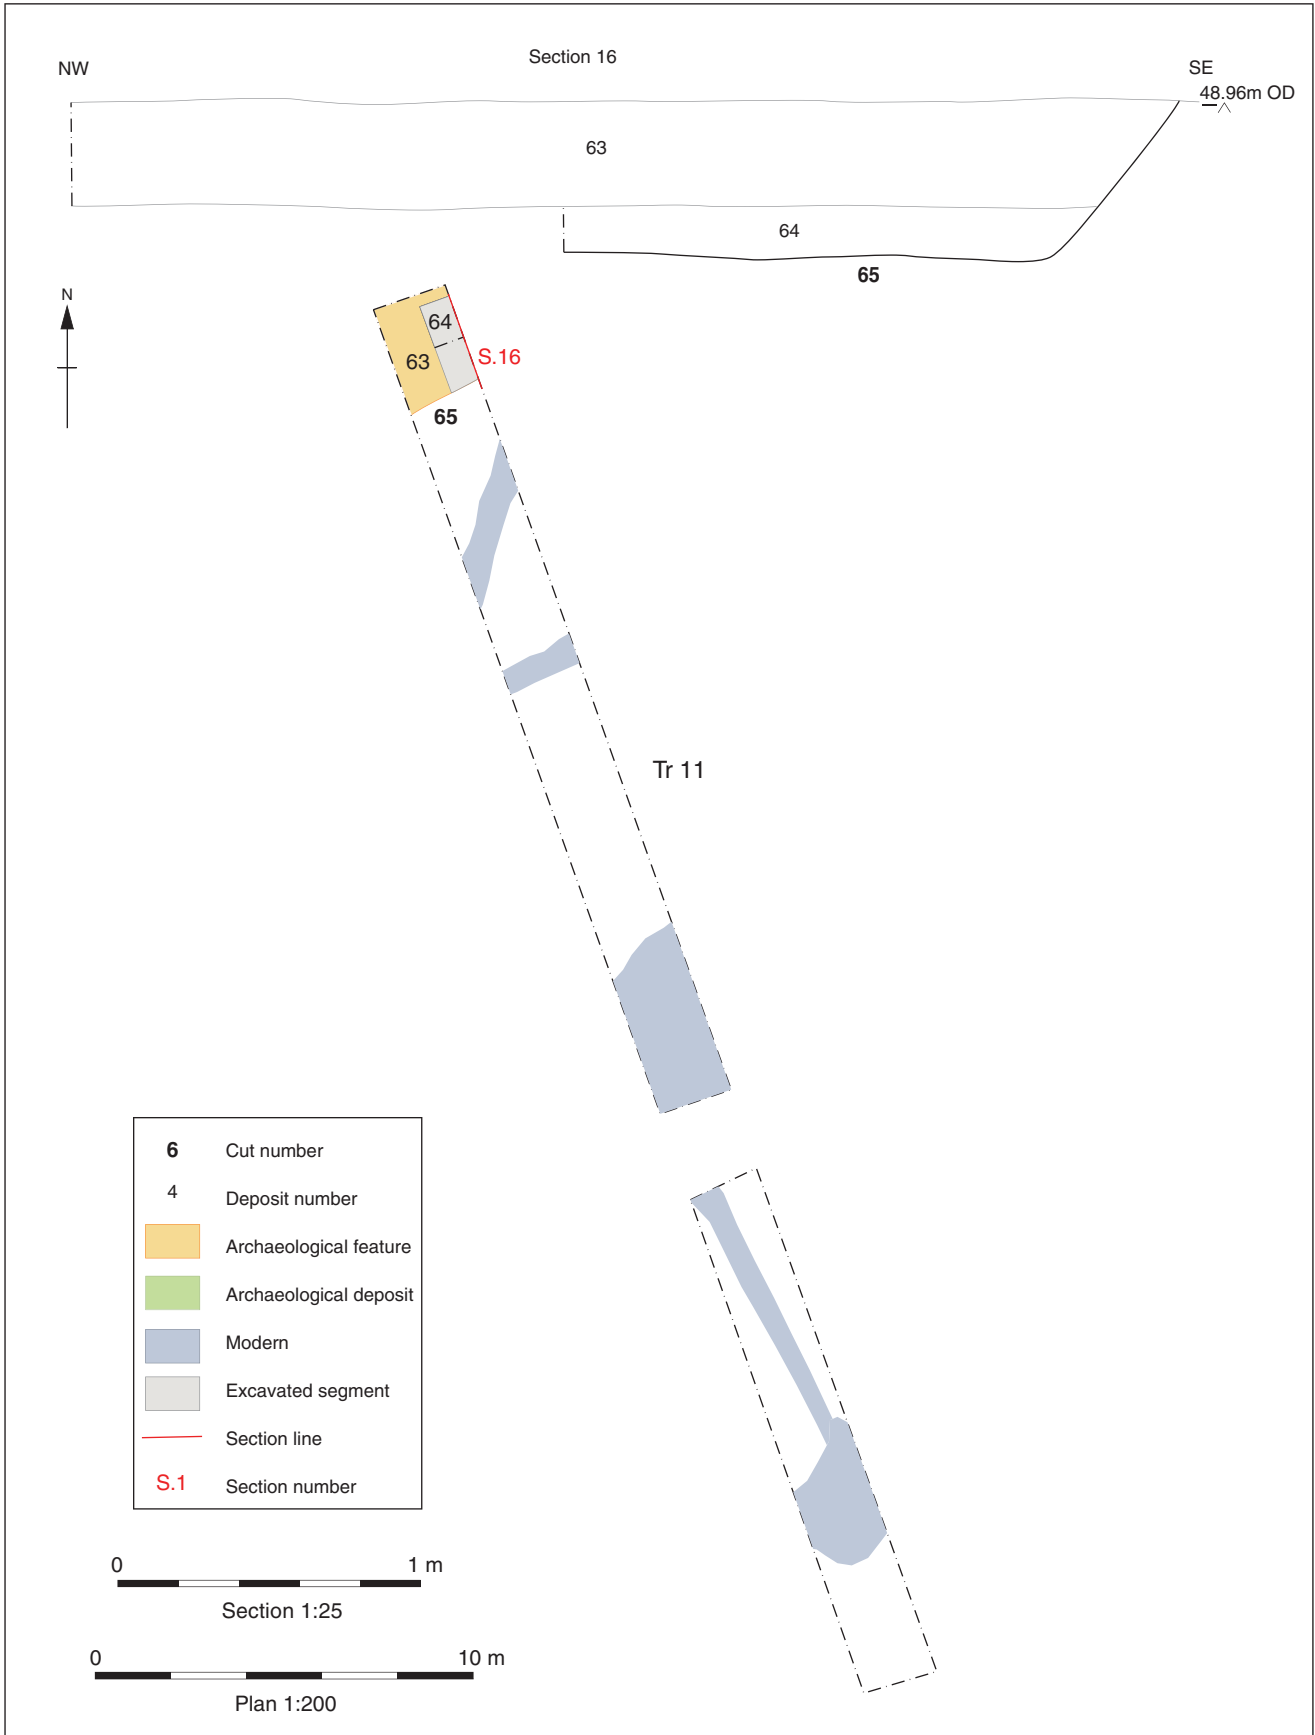 Section 16
NW
SE
48.96m OD
63
64
65
N
64
63
S.16
65
Tr 11
6 Cut number
4 Deposit number
Archaeological feature
Archaeological deposit
Modern
Excavated segment
Section line
S.1 Section number
0 1 m
Section 1:25
0 10 m
Plan 1:200